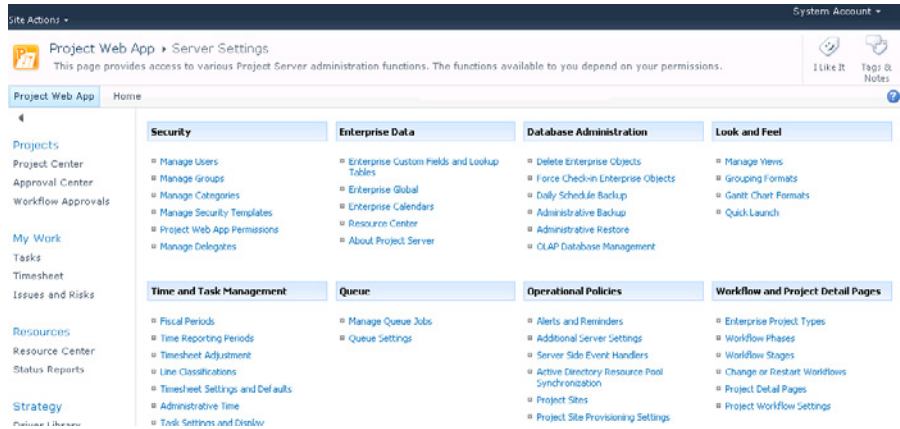 Site Actions
System Account
Project Web App ▸ Server Settings
This page provides access to various Project Server administration functions. The functions available to you depend on your permissions.
I Like It
Tags &
Notes
Project Web App
Home
Projects
Project Center
Approval Center
Workflow Approvals
My Work
Tasks
Timesheet
Issues and Risks
Resources
Resource Center
Status Reports
Strategy
Driver Library
Security
Manage Users
Manage Groups
Manage Categories
Manage Security Templates
Project Web App Permissions
Manage Delegates
Enterprise Data
Enterprise Custom Fields and Lookup
Tables
Enterprise Global
Enterprise Calendars
Resource Center
About Project Server
Database Administration
Delete Enterprise Objects
Force Check-in Enterprise Objects
Daily Schedule Backup
Administrative Backup
Administrative Restore
OLAP Database Management
Look and Feel
Manage Views
Grouping Formats
Gantt Chart Formats
Quick Launch
Time and Task Management
Fiscal Periods
Time Reporting Periods
Timesheet Adjustment
Line Classifications
Timesheet Settings and Defaults
Administrative Time
Task Settings and Display
Queue
Manage Queue Jobs
Queue Settings
Operational Policies
Alerts and Reminders
Additional Server Settings
Server Side Event Handlers
Active Directory Resource Pool
Synchronization
Project Sites
Project Site Provisioning Settings
Workflow and Project Detail Pages
Enterprise Project Types
Workflow Phases
Workflow Stages
Change or Restart Workflows
Project Detail Pages
Project Workflow Settings